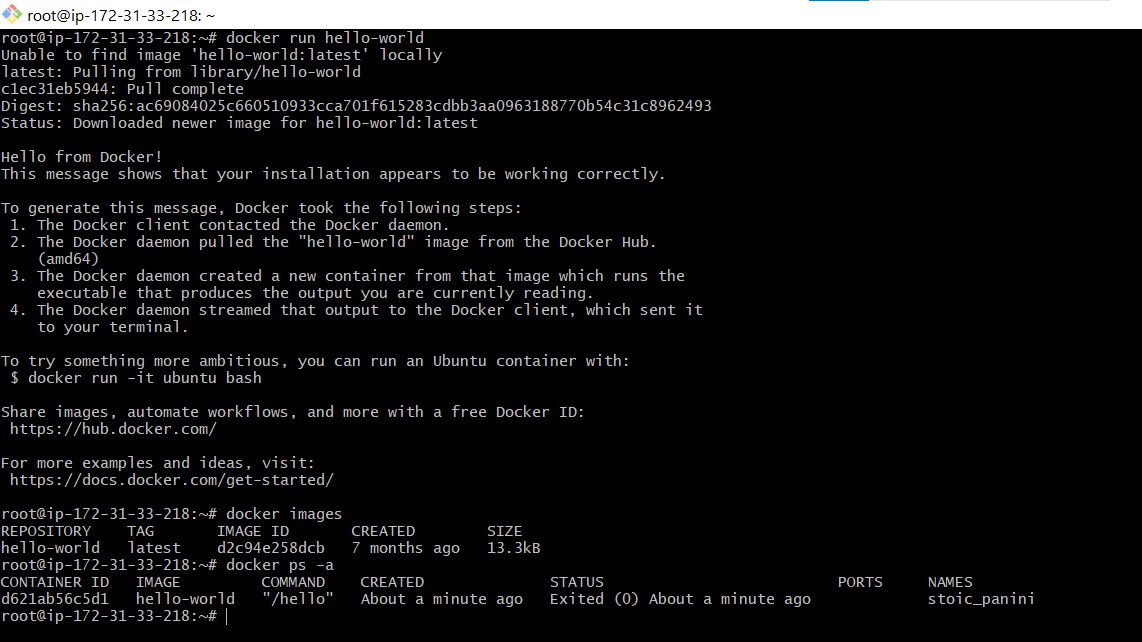 root@ip-172-31-33-218: ~
root@ip-172-31-33-218:~# docker run hello-world
Unable to find image 'hello-world:latest' locally
latest: Pulling from library/hello-world
c1ec31eb5944: Pull complete
Digest: sha256:ac69084025c660510933cca701f615283cdbb3aa0963188770b54c31c8962493
Status: Downloaded newer image for hello-world:latest

Hello from Docker!
This message shows that your installation appears to be working correctly.

To generate this message, Docker took the following steps:
 1. The Docker client contacted the Docker daemon.
 2. The Docker daemon pulled the "hello-world" image from the Docker Hub.
    (amd64)
 3. The Docker daemon created a new container from that image which runs the
    executable that produces the output you are currently reading.
 4. The Docker daemon streamed that output to the Docker client, which sent it
    to your terminal.

To try something more ambitious, you can run an Ubuntu container with:
 $ docker run -it ubuntu bash

Share images, automate workflows, and more with a free Docker ID:
 https://hub.docker.com/

For more examples and ideas, visit:
 https://docs.docker.com/get-started/

root@ip-172-31-33-218:~# docker images
REPOSITORY    TAG       IMAGE ID       CREATED        SIZE
hello-world   latest    d2c94e258dcb   7 months ago   13.3kB
root@ip-172-31-33-218:~# docker ps -a
CONTAINER ID   IMAGE         COMMAND    CREATED              STATUS                          PORTS     NAMES
d621ab56c5d1   hello-world   "/hello"   About a minute ago   Exited (0) About a minute ago             stoic_panini
root@ip-172-31-33-218:~#